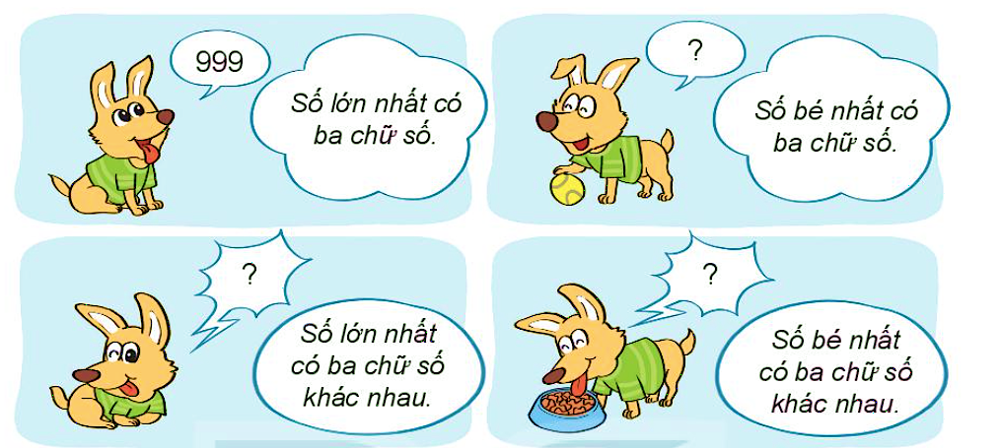 999
Số lớn nhất có
ba chữ số.
?
Số bé nhất có
ba chữ số.
?
Số lớn nhất
có ba chữ số
khác nhau.
?
Số bé nhất
có ba chữ số
khác nhau.